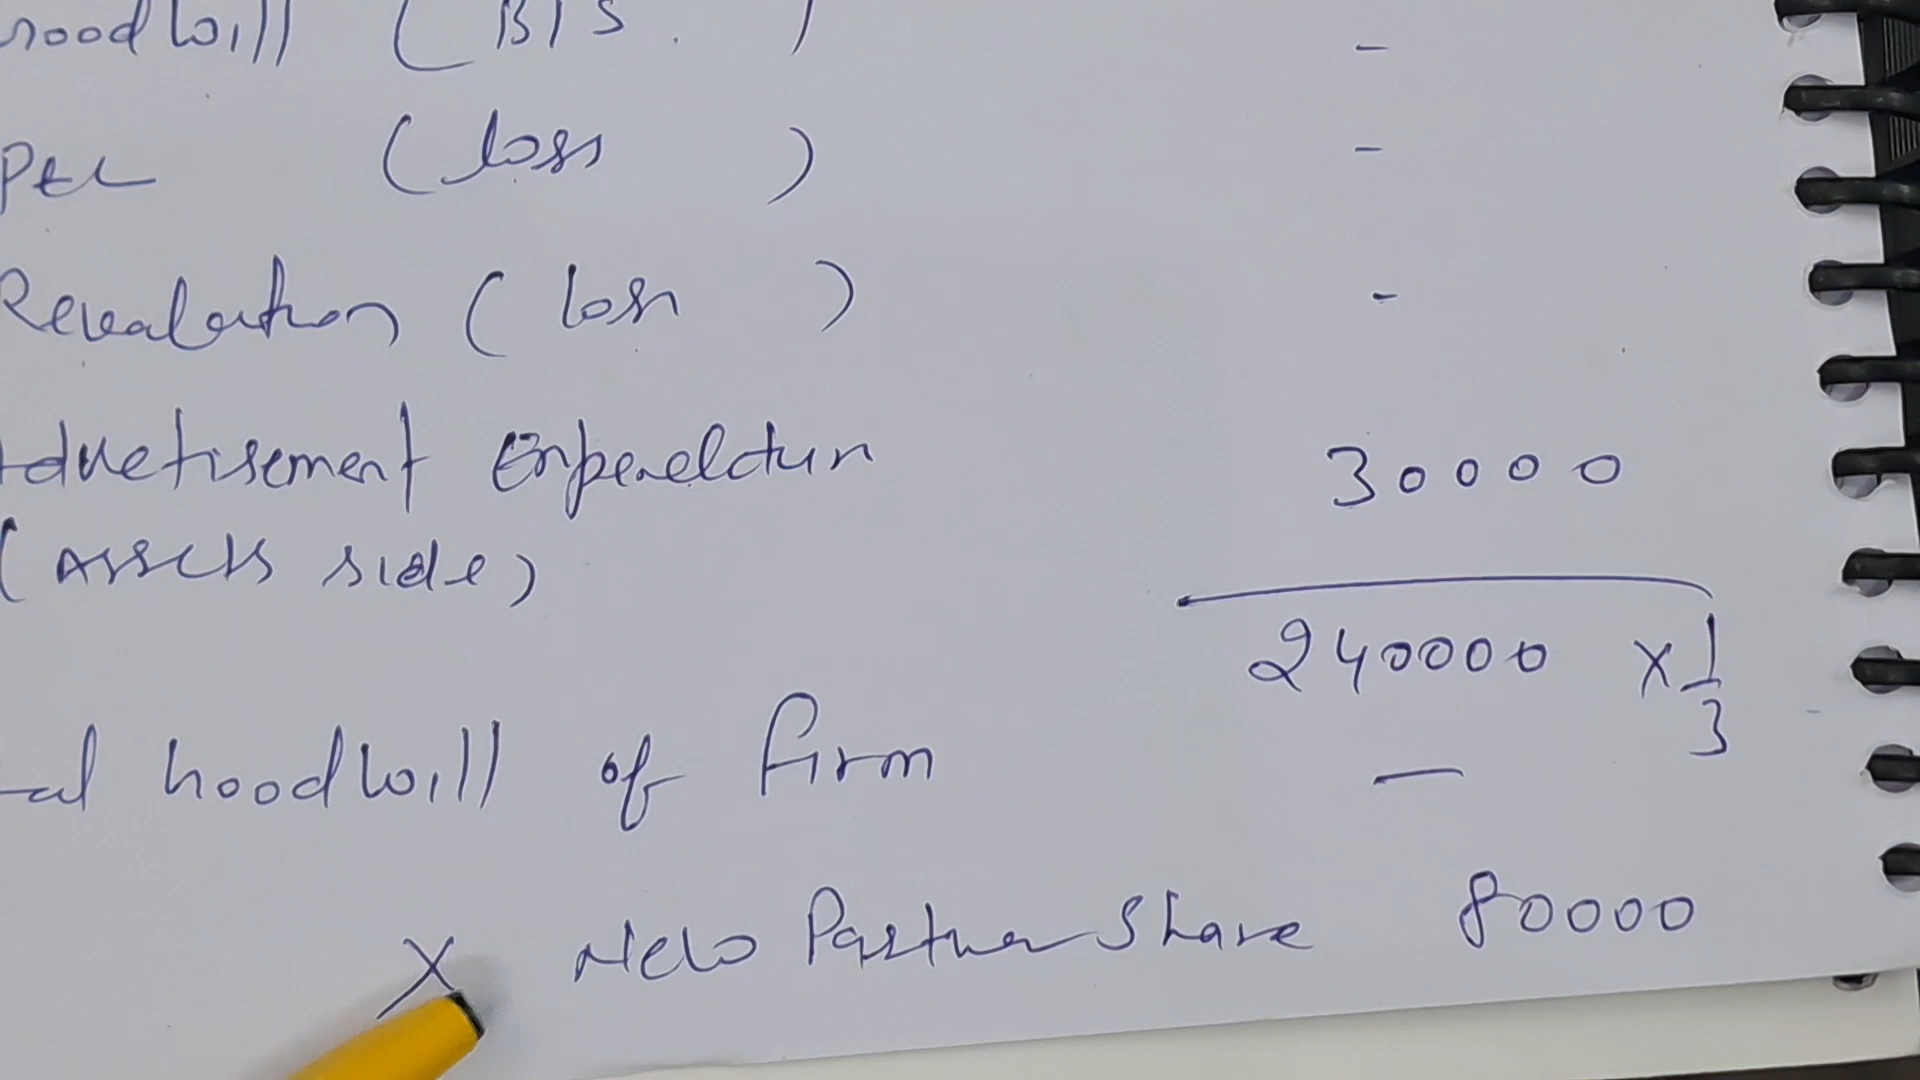 Goodwill ( B/S . ) -
P&L ( loss ) -
Revaluation ( loss ) -
Advertisement Expenditure 30000
( Assets side)
240000 x 1/3
al Goodwill of firm —
X New Partner Share 80000